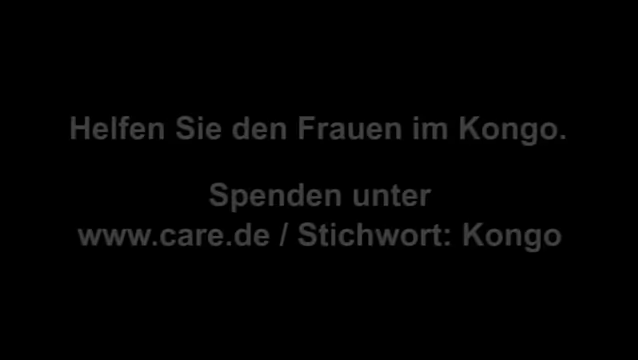 Helfen Sie den Frauen im Kongo.
Spenden unter
www.care.de / Stichwort: Kongo